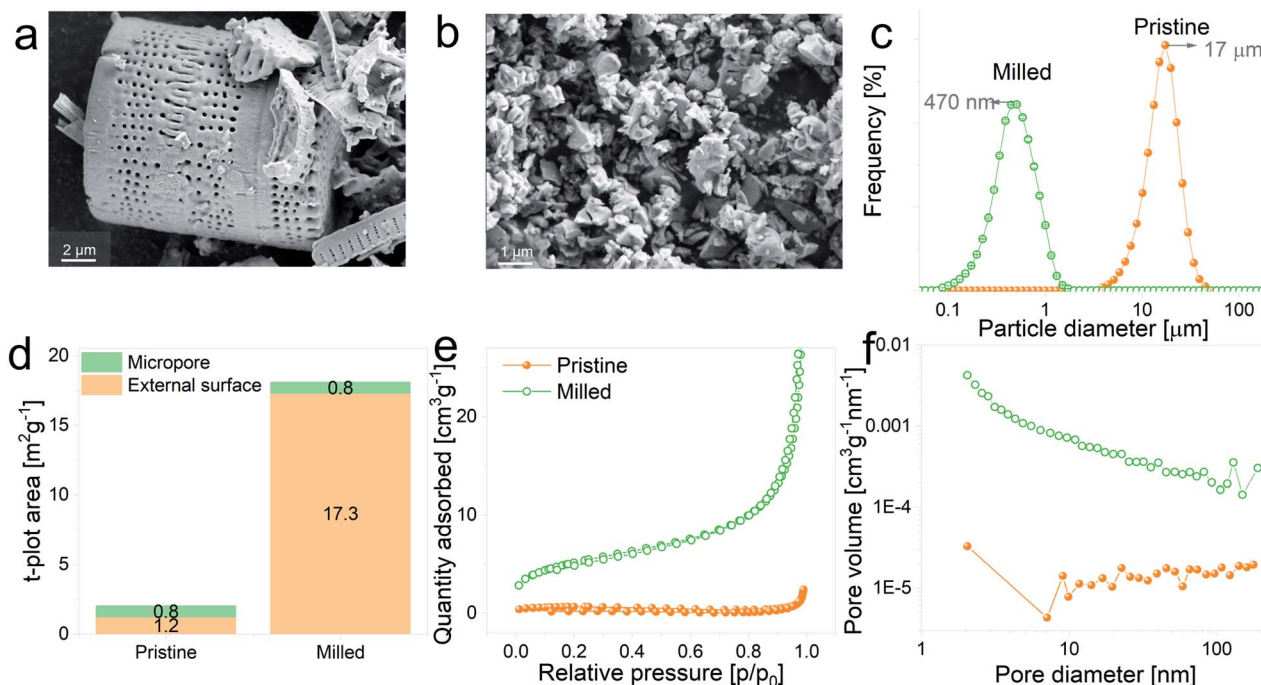 a
2 µm
b
1 µm
c
Frequency [%]
Pristine
17 µm
Milled
470 nm
0.1
1
10
100
Particle diameter [µm]
d
t-plot area [m²g⁻¹]
20
15
10
5
0
Micropore
External surface
0.8
1.2
0.8
17.3
Pristine
Milled
e
Quantity adsorbed [cm³g⁻¹]
20
10
0
Pristine
Milled
0.0
0.2
0.4
0.6
0.8
1.0
Relative pressure [p/p₀]
f
Pore volume [cm³g⁻¹nm⁻¹]
0.01
0.001
1E-4
1E-5
1
10
100
Pore diameter [nm]